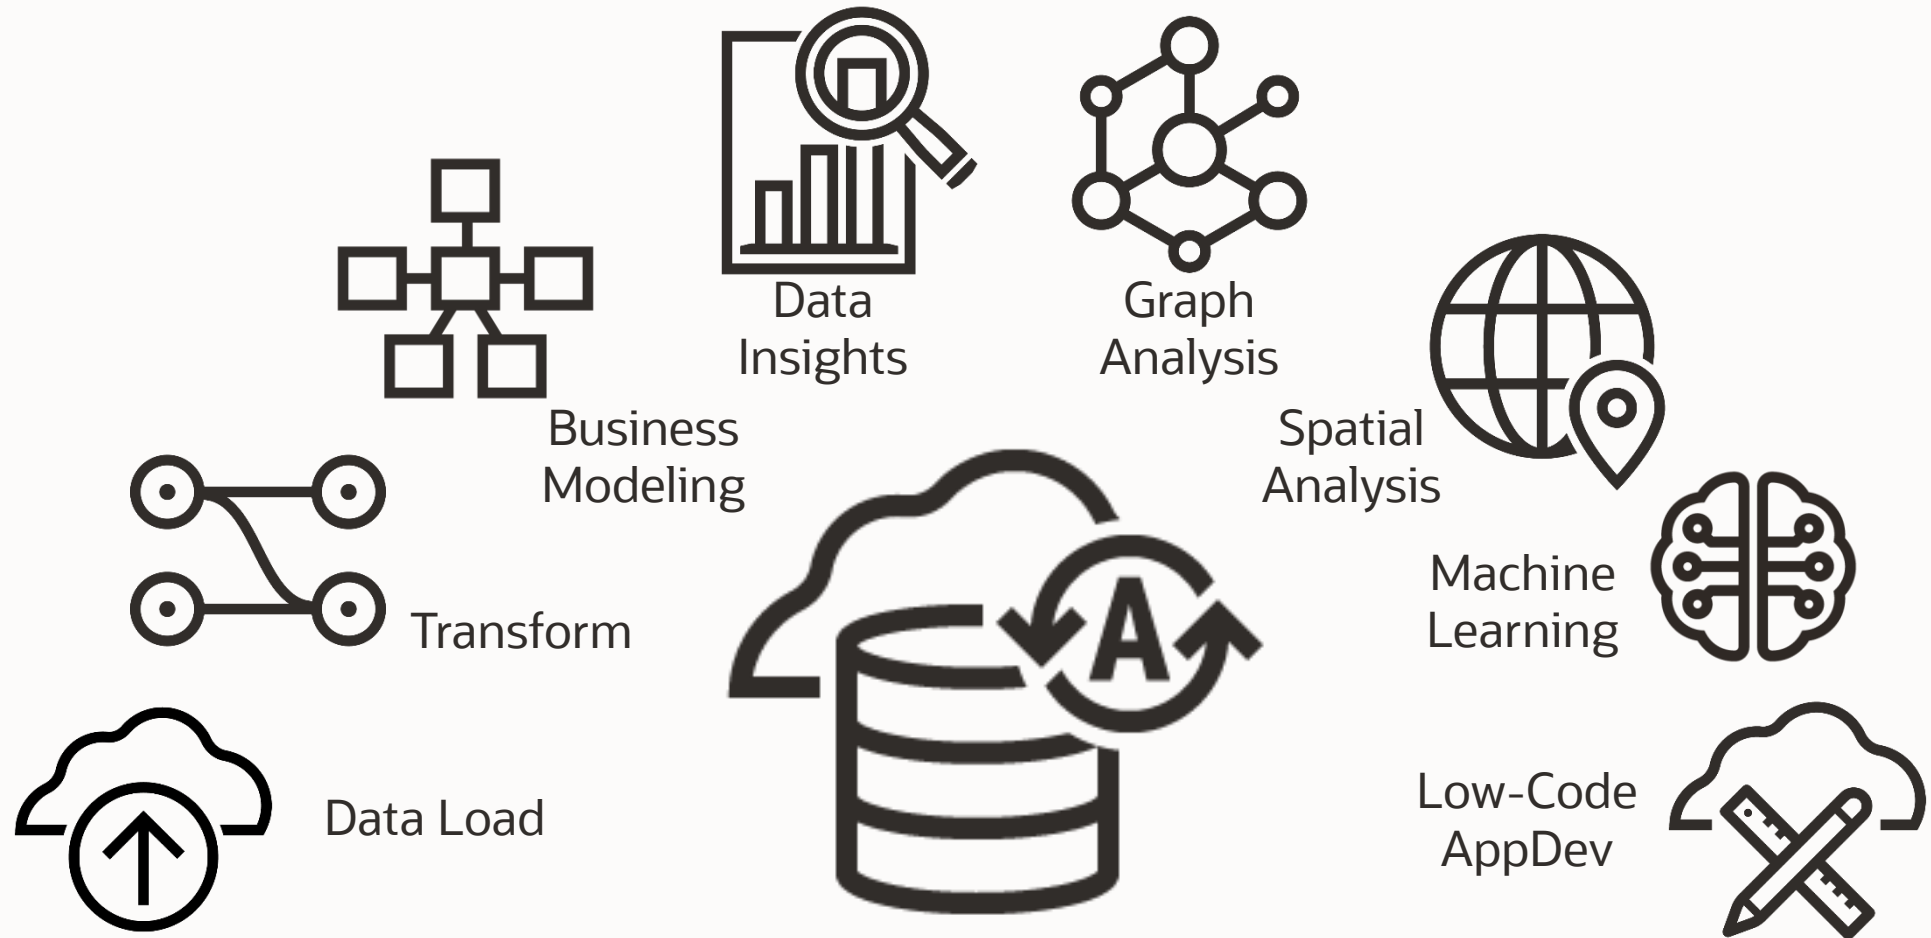 Data
Insights
Graph
Analysis
Business
Modeling
Spatial
Analysis
Transform
Machine
Learning
A
Data Load
Low-Code
AppDev